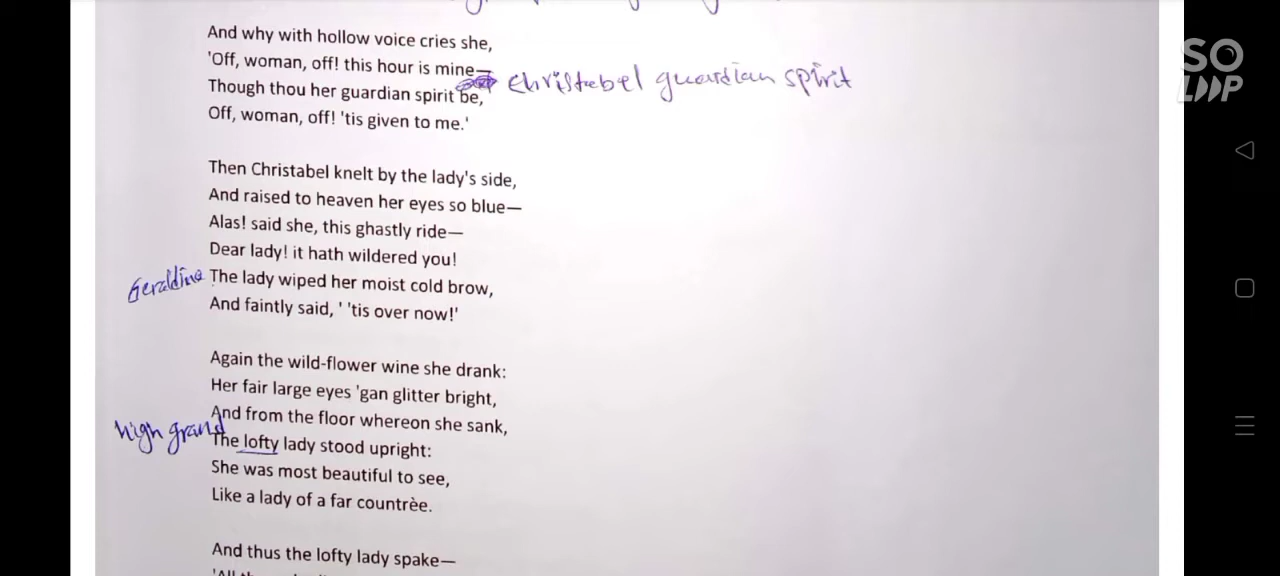 And why with hollow voice cries she,
'Off, woman, off! this hour is mine—
Though thou her guardian spirit be,
christabel guardian spirit
Off, woman, off! 'tis given to me.'
Then Christabel knelt by the lady's side,
And raised to heaven her eyes so blue—
Alas! said she, this ghastly ride—
Dear lady! it hath wildered you!
Geraldine The lady wiped her moist cold brow,
And faintly said, ' 'tis over now!'
Again the wild-flower wine she drank:
Her fair large eyes 'gan glitter bright,
And from the floor whereon she sank,
high grand
The lofty lady stood upright:
She was most beautiful to see,
Like a lady of a far countrèe.
And thus the lofty lady spake—
SO
LOOP